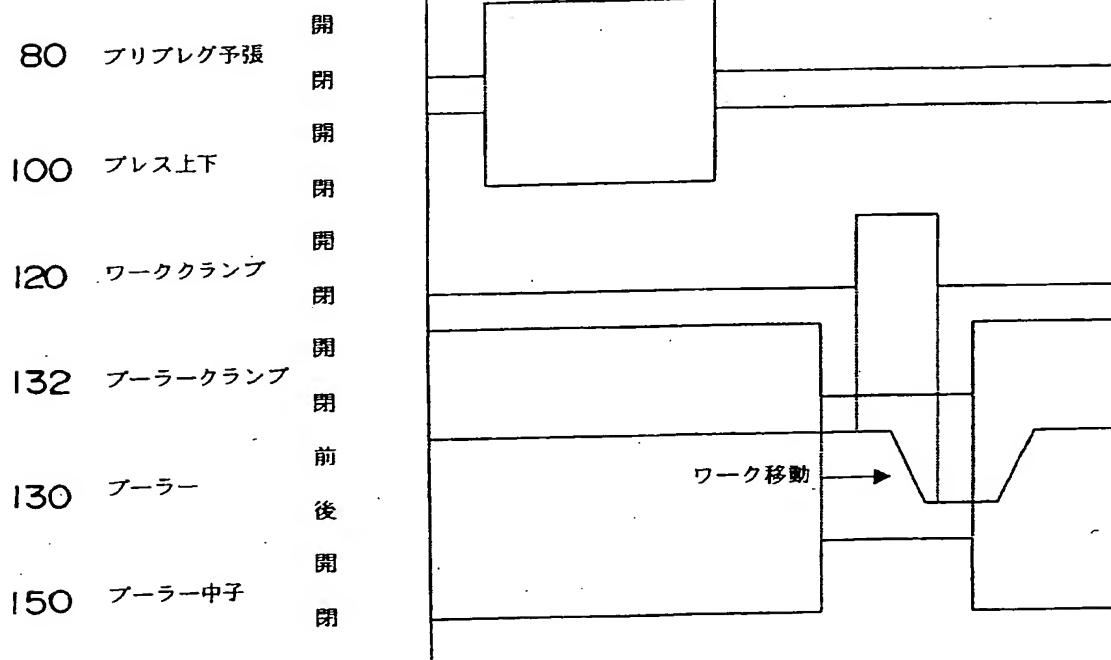 開
80 プリプレグ予張
閉
開
100 プレス上下
閉
開
120 ワーククランプ
閉
開
132 プーラークランプ
閉
前
ワーク移動
130 プーラー
後
開
150 プーラー中子
閉